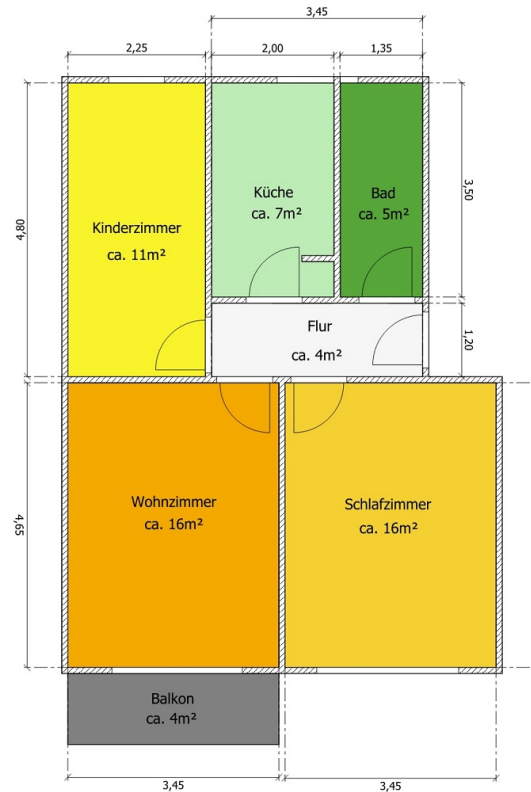 3,45
2,25
2,00
1,35
Küche
ca. 7m²
Bad
ca. 5m²
3,50
4,80
Kinderzimmer
ca. 11m²
Flur
ca. 4m²
1,20
Wohnzimmer
ca. 16m²
Schlafzimmer
ca. 16m²
4,65
Balkon
ca. 4m²
3,45
3,45